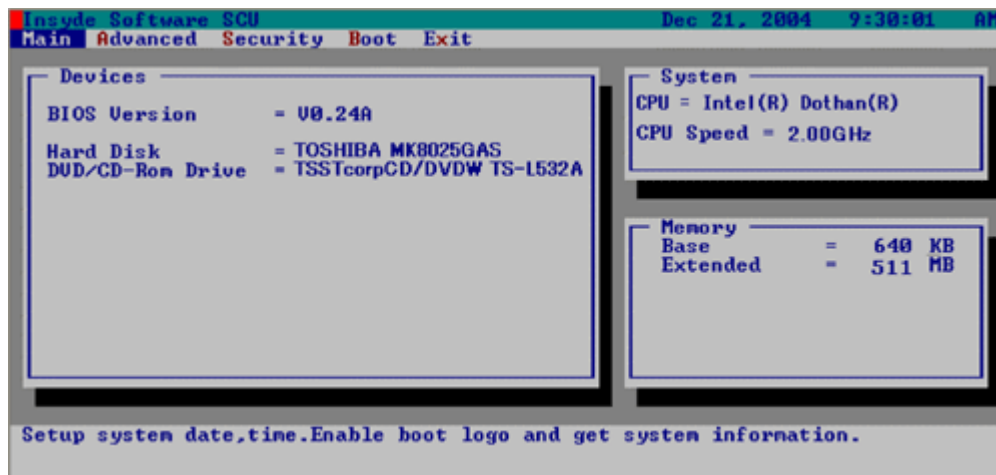 Insyde Software SCU Dec 21, 2004 9:30:01 AM
Main Advanced Security Boot Exit
Devices
BIOS Version = V0.24A
Hard Disk = TOSHIBA MK8025GAS
DVD/CD-Rom Drive = TSSTcorpCD/DVDW TS-L532A
System
CPU = Intel(R) Dothan(R)
CPU Speed = 2.00GHz
Memory
Base = 640 KB
Extended = 511 MB
Setup system date,time.Enable boot logo and get system information.